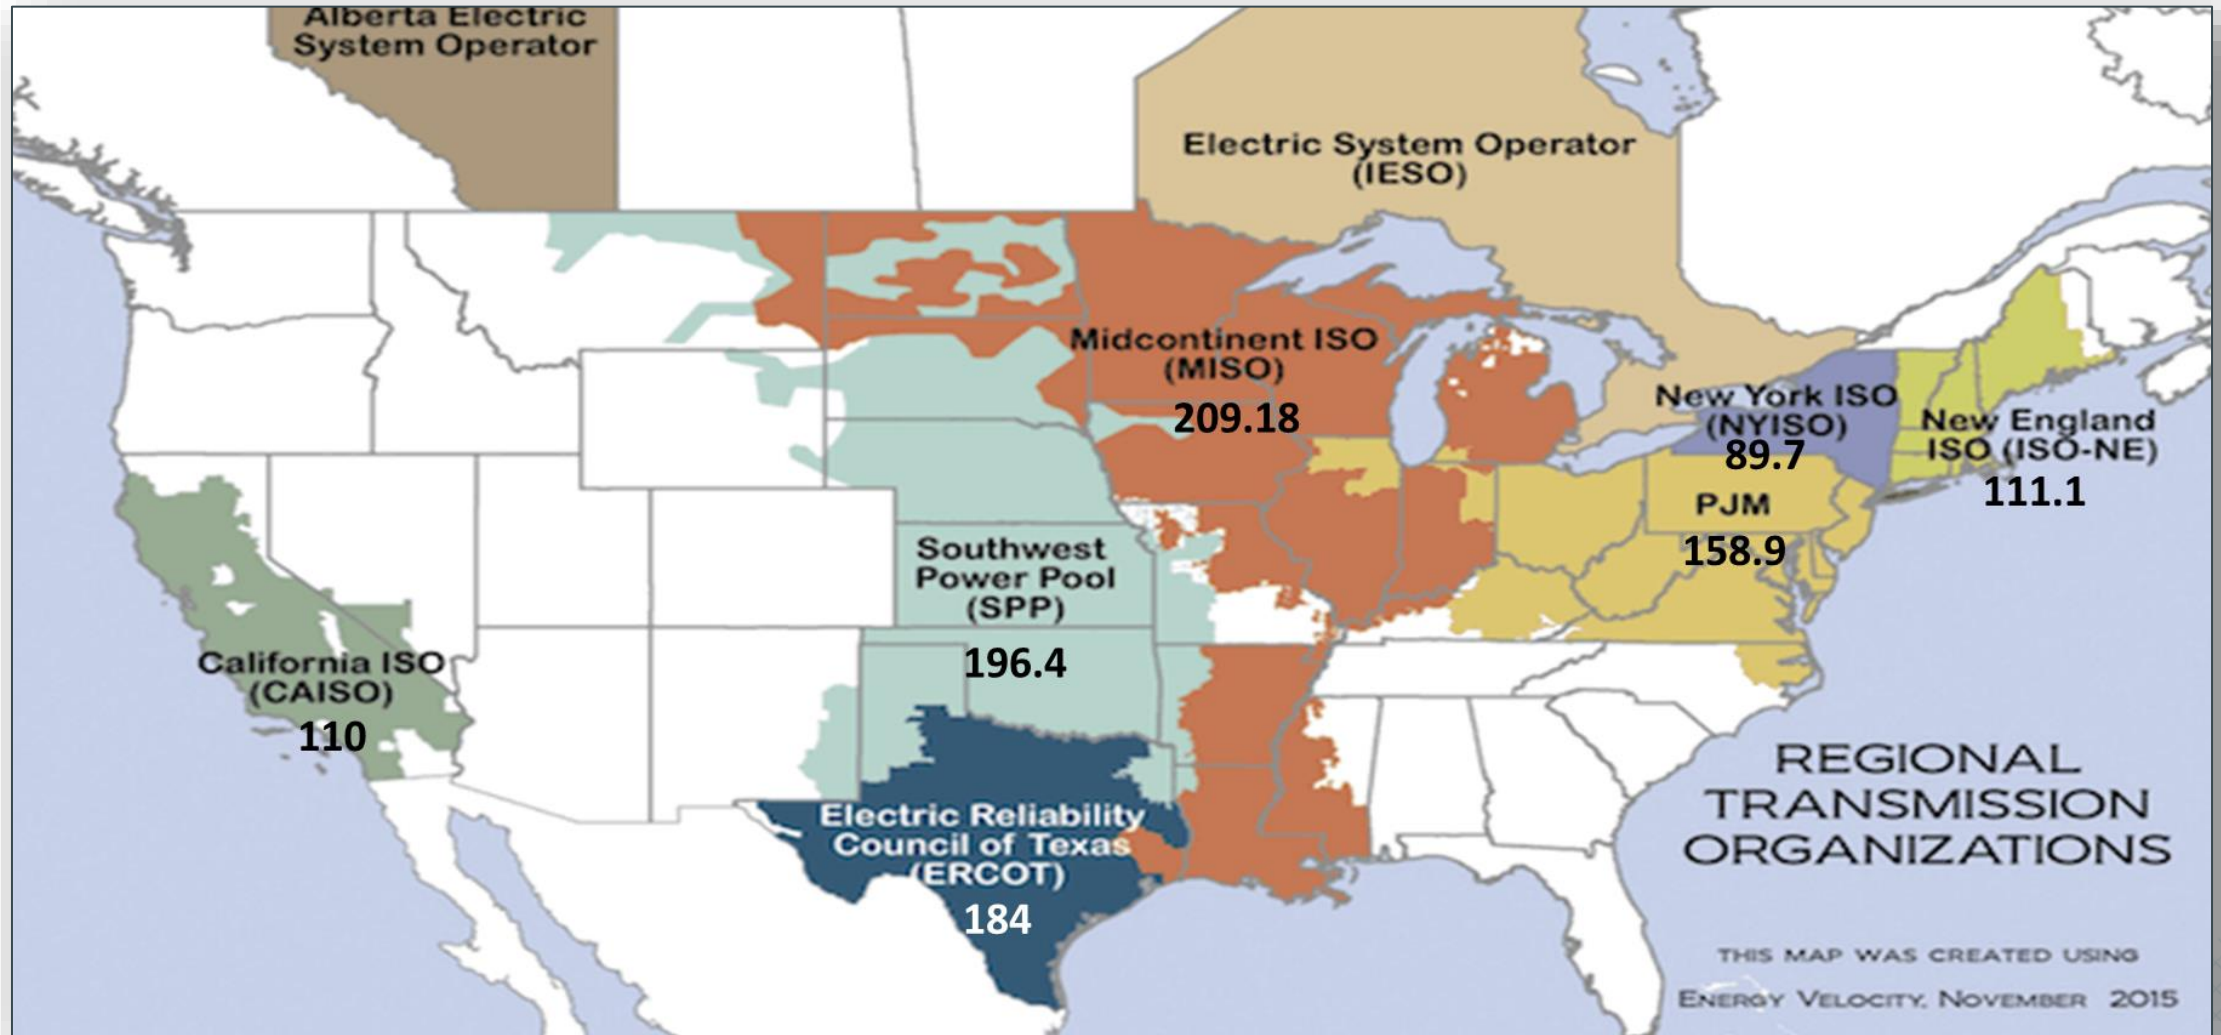 Alberta Electric
System Operator
Electric System Operator
(IESO)
Midcontinent ISO
(MISO)
209.18
New York ISO
(NYISO)
89.7
New England
ISO (ISO-NE)
111.1
PJM
158.9
Southwest
Power Pool
(SPP)
196.4
California ISO
(CAISO)
110
Electric Reliability
Council of Texas
(ERCOT)
184
REGIONAL
TRANSMISSION
ORGANIZATIONS
THIS MAP WAS CREATED USING
ENERGY VELOCITY, NOVEMBER 2015